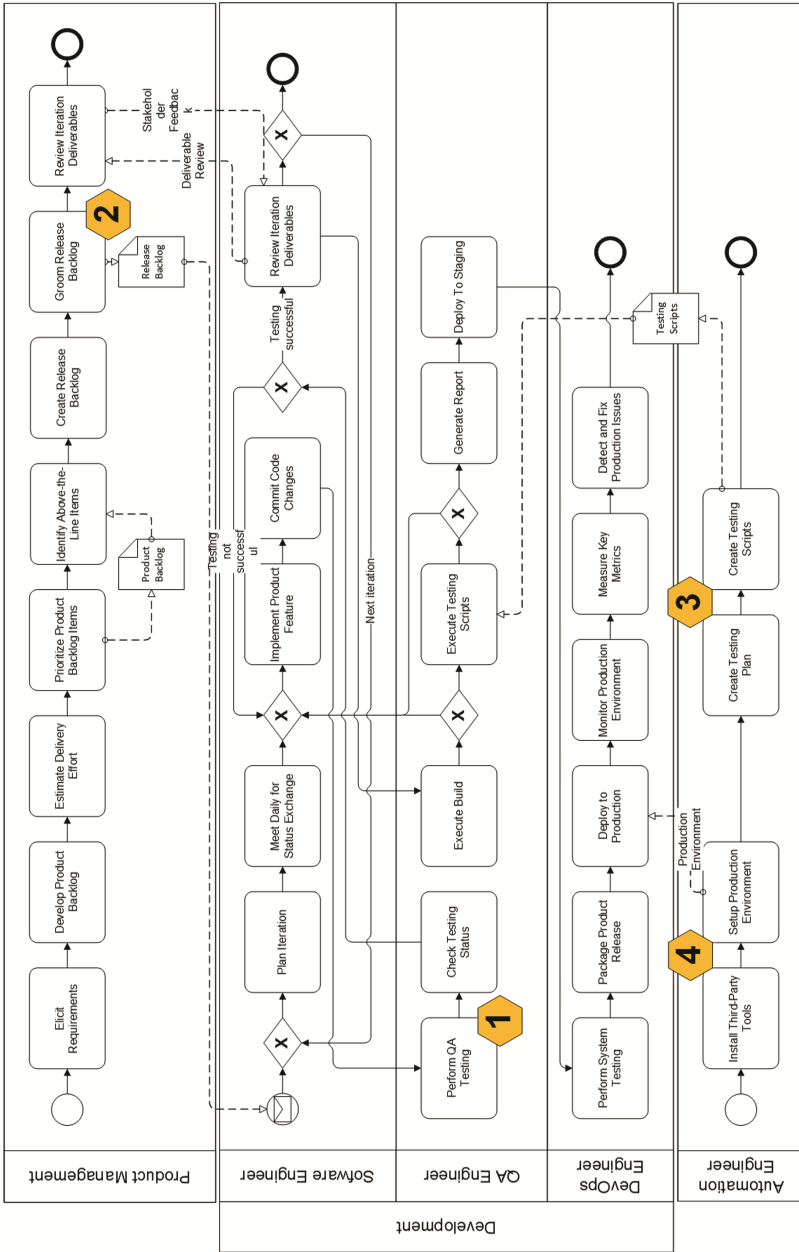 Product Management
Elicit
Requirements
Develop Product
Backlog
Estimate Delivery
Effort
Prioritize Product
Backlog Items
Product
Backlog
Identify Above-the-
Line Items
Create Release
Backlog
Groom Release
Backlog
2
Release
Backlog
Review Iteration
Deliverables
Stakehol
der
Feedbac
k
Deliverable
Review
Development
Sofware Engineer
X
Plan Iteration
Meet Daily for
Status Exchange
X
Implement Product
Feature
Commit Code
Changes
Testing
not
successf
ul
X
Testing
successful
Review Iteration
Deliverables
X
Next iteration
QA Engineer
Perform QA
Testing
1
Check Testing
Status
Execute Build
X
Execute Testing
Scripts
X
Generate Report
Deploy To Staging
DevOps
Engineer
Perform System
Testing
Package Product
Release
Deploy to
Production
Monitor Production
Environment
Measure Key
Metrics
Detect and Fix
Production Issues
Testing
Scripts
Production
Environment
Automation
Engineer
Install Third-Party
Tools
4
Setup Production
Environment
Create Testing
Plan
3
Create Testing
Scripts